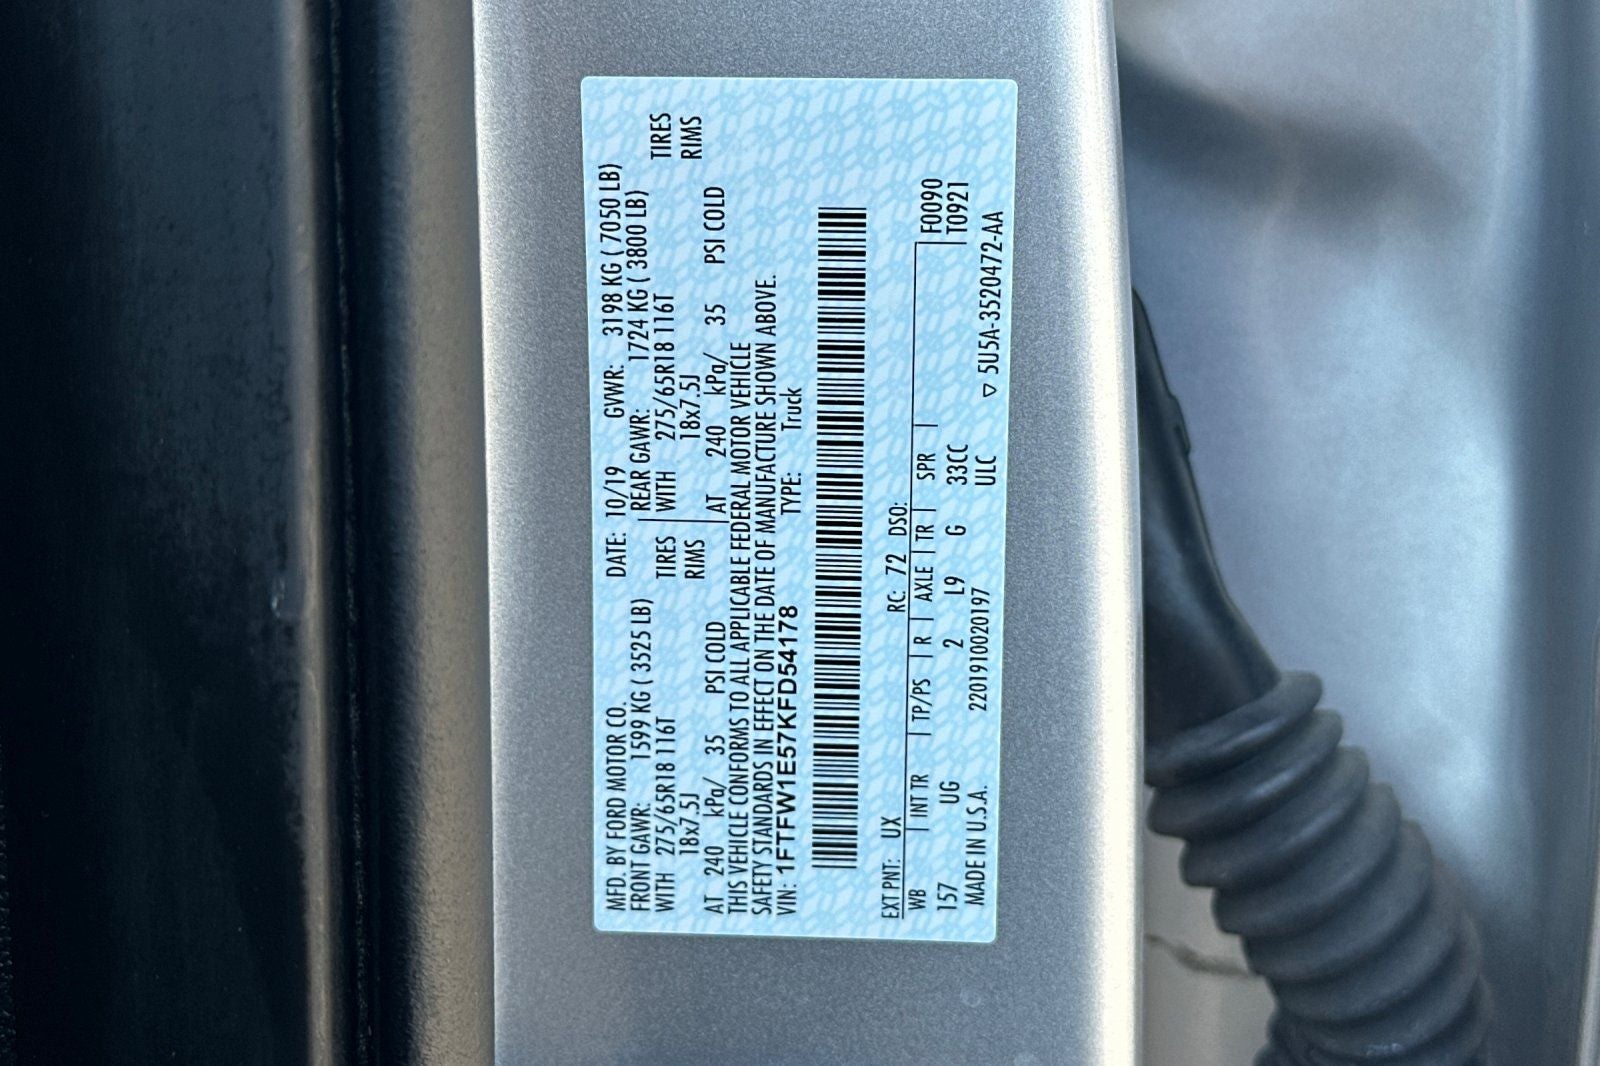 MFD. BY FORD MOTOR CO. DATE: 10/19 GVWR: 3198 KG ( 7050 LB)
FRONT GAWR: 1599 KG ( 3525 LB) REAR GAWR: 1724 KG ( 3800 LB)
WITH 275/65R18 116T TIRES WITH 275/65R18 116T TIRES
18x7.5J RIMS 18x7.5J RIMS
AT 240 kPa/ 35 PSI COLD AT 240 kPa/ 35 PSI COLD
THIS VEHICLE CONFORMS TO ALL APPLICABLE FEDERAL MOTOR VEHICLE
SAFETY STANDARDS IN EFFECT ON THE DATE OF MANUFACTURE SHOWN ABOVE.
VIN: 1FTFW1E57KFD54178 TYPE: Truck
EXT PNT: UX RC: 72 DSO:
WB INT TR TP/PS R AXLE TR SPR F0090
157 UG 2 L9 G 33CC T0921
MADE IN U.S.A. 2201910020197 ULC
▽ 5U5A-3520472-AA